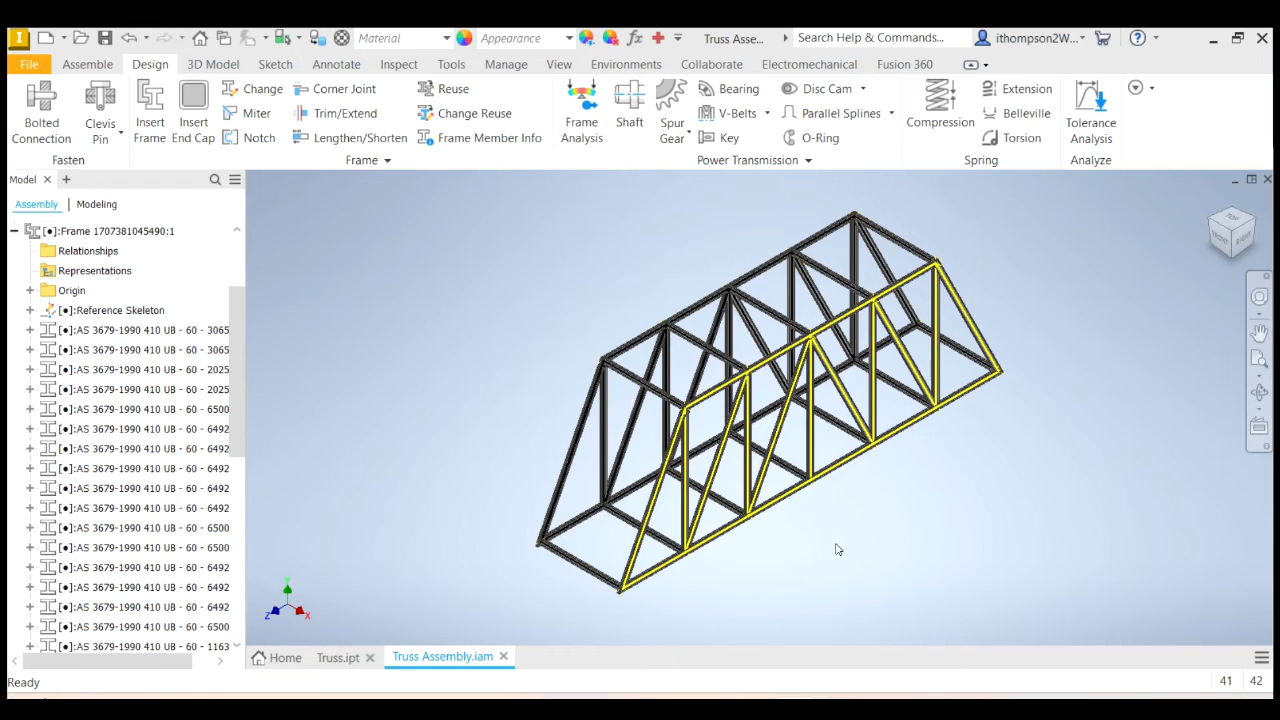 Material
Appearance
Truss Asse...
Search Help & Commands...
ithompson2W...
File
Assemble
Design
3D Model
Sketch
Annotate
Inspect
Tools
Manage
View
Environments
Collaborate
Electromechanical
Fusion 360
Bolted Connection
Clevis Pin
Insert Frame
Insert End Cap
Change
Miter
Notch
Corner Joint
Trim/Extend
Lengthen/Shorten
Reuse
Change Reuse
Frame Member Info
Frame Analysis
Shaft
Spur Gear
Bearing
V-Belts
Key
Disc Cam
Parallel Splines
O-Ring
Compression
Extension
Belleville
Torsion
Tolerance Analysis
Fasten
Frame
Power Transmission
Spring
Analyze
Model
Assembly
Modeling
[●]:Frame 1707381045490:1
Relationships
Representations
Origin
[●]:Reference Skeleton
[●]:AS 3679-1990 410 UB - 60 - 3065
[●]:AS 3679-1990 410 UB - 60 - 3065
[●]:AS 3679-1990 410 UB - 60 - 2025
[●]:AS 3679-1990 410 UB - 60 - 2025
[●]:AS 3679-1990 410 UB - 60 - 6500
[●]:AS 3679-1990 410 UB - 60 - 6492
[●]:AS 3679-1990 410 UB - 60 - 6492
[●]:AS 3679-1990 410 UB - 60 - 6492
[●]:AS 3679-1990 410 UB - 60 - 6492
[●]:AS 3679-1990 410 UB - 60 - 6492
[●]:AS 3679-1990 410 UB - 60 - 6500
[●]:AS 3679-1990 410 UB - 60 - 6500
[●]:AS 3679-1990 410 UB - 60 - 6492
[●]:AS 3679-1990 410 UB - 60 - 6492
[●]:AS 3679-1990 410 UB - 60 - 6492
[●]:AS 3679-1990 410 UB - 60 - 6500
[●]:AS 3679-1990 410 UB - 60 - 1163
TOP
FRONT
RIGHT
Y
Z
X
Home
Truss.ipt
Truss Assembly.iam
Ready
41
42